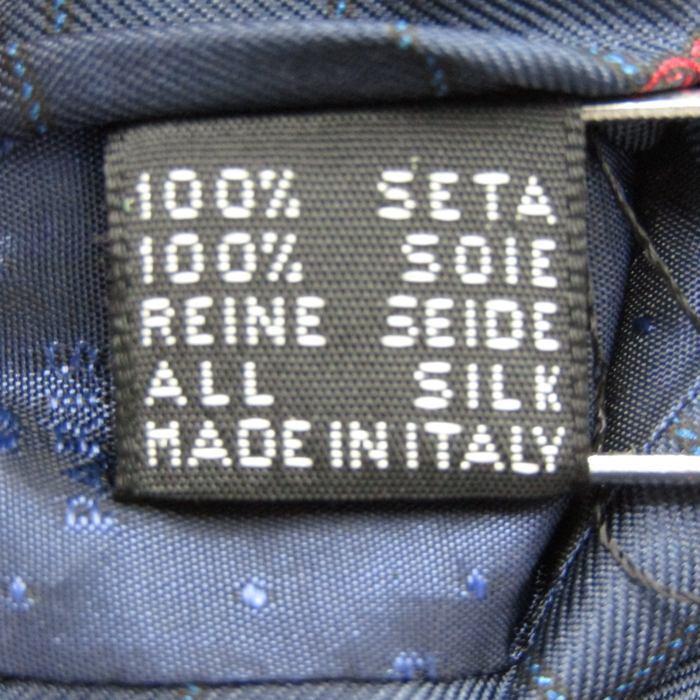 100% SETA
100% SOIE
REINE SEIDE
ALL SILK
MADE IN ITALY